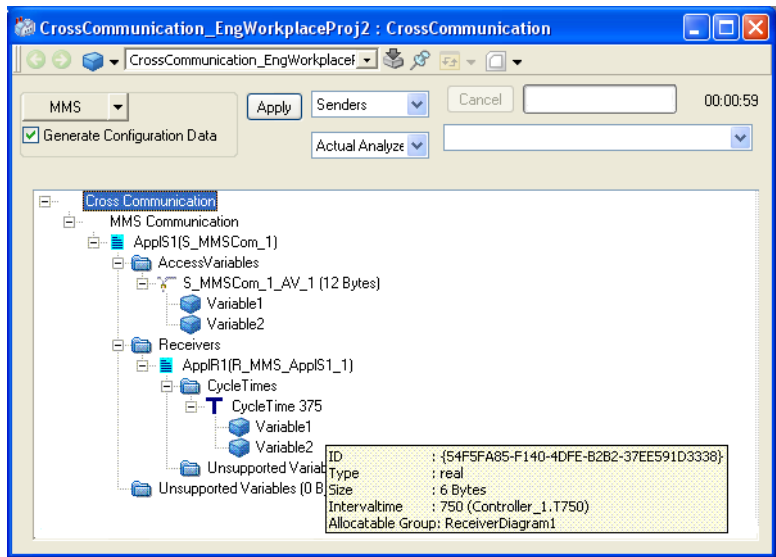 CrossCommunication_EngWorkplaceProj2 : CrossCommunication
CrossCommunication_EngWorkplaceF
MMS
Apply
Senders
Cancel
00:00:59
Generate Configuration Data
Actual Analyze
Cross Communication
MMS Communication
ApplS1(S_MMSCom_1)
AccessVariables
S_MMSCom_1_AV_1 (12 Bytes)
Variable1
Variable2
Receivers
ApplR1(R_MMS_ApplS1_1)
CycleTimes
CycleTime 375
Variable1
Variable2
Unsupported Variab
Unsupported Variables (0 B
ID : {54F5FA85-F140-4DFE-B2B2-37EE591D3338}
Type : real
Size : 6 Bytes
Intervaltime : 750 (Controller_1.T750)
Allocatable Group: ReceiverDiagram1